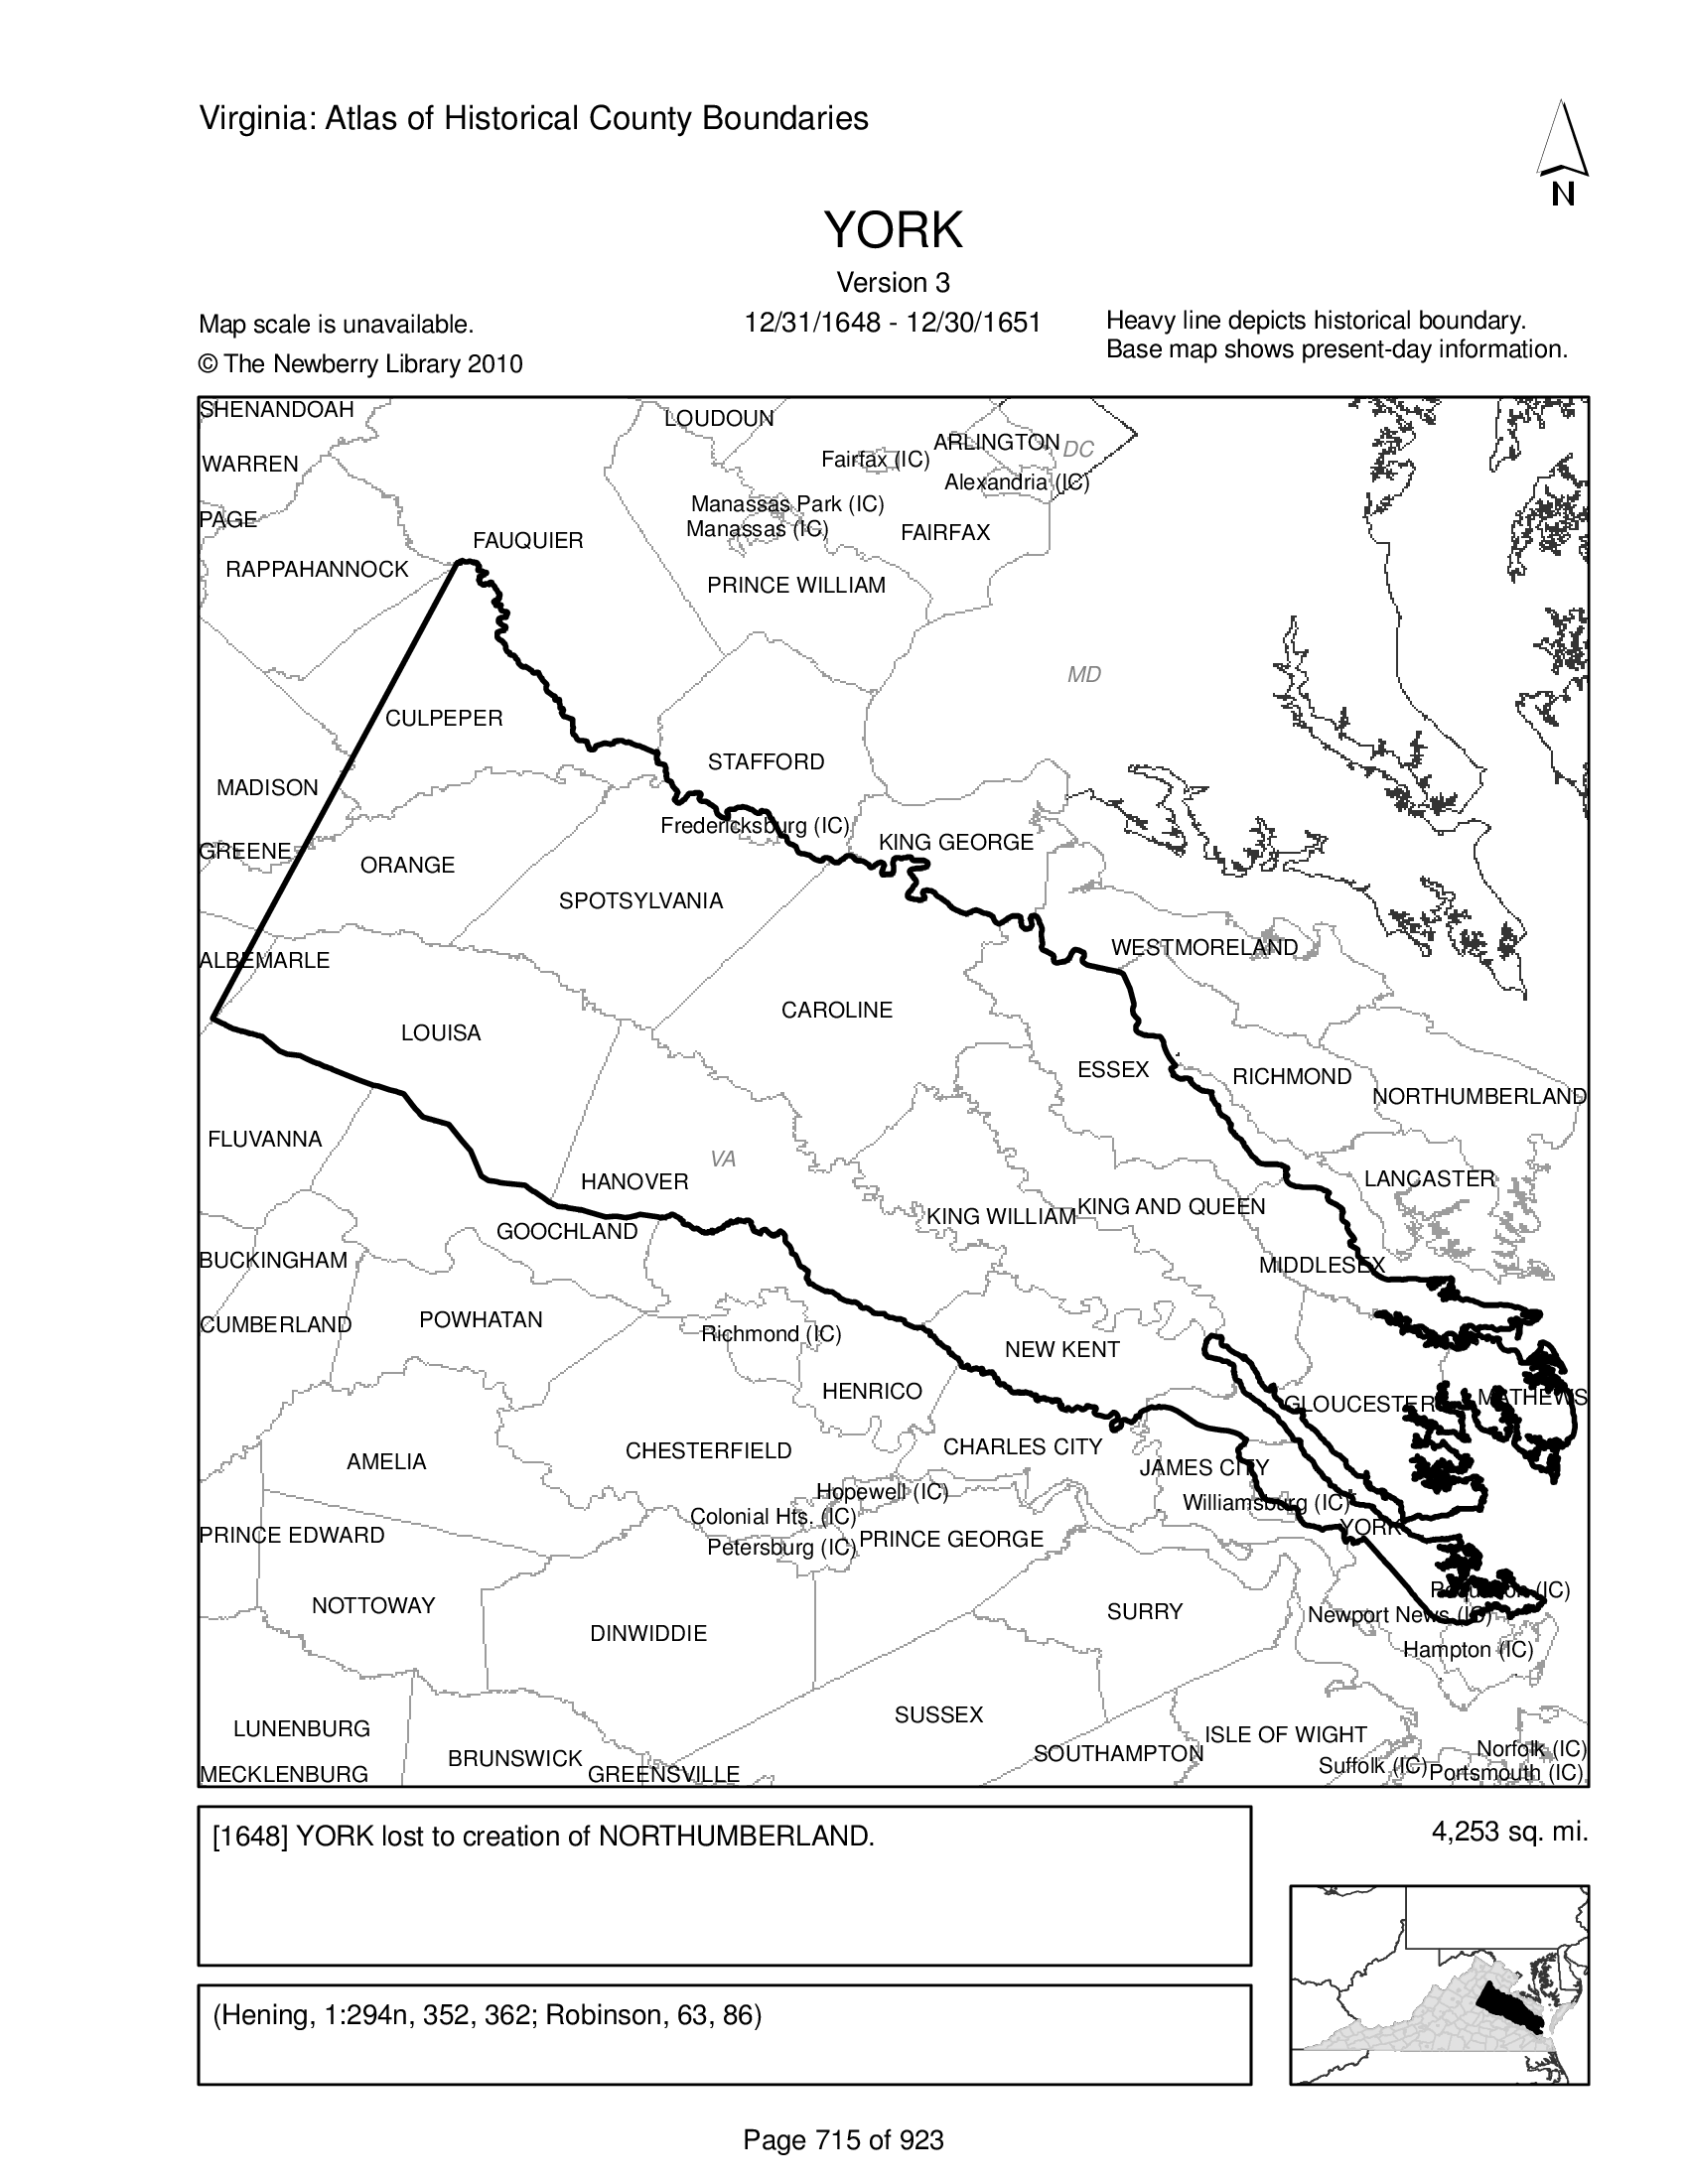 Virginia: Atlas of Historical County Boundaries
N
YORK
Version 3
Map scale is unavailable.
12/31/1648 - 12/30/1651
Heavy line depicts historical boundary.
© The Newberry Library 2010
Base map shows present-day information.
SHENANDOAH
LOUDOUN
ARLINGTON
DC
WARREN
Fairfax (IC)
Alexandria (IC)
Manassas Park (IC)
PAGE
Manassas (IC)
FAIRFAX
FAUQUIER
RAPPAHANNOCK
PRINCE WILLIAM
MD
CULPEPER
STAFFORD
MADISON
Fredericksburg (IC)
KING GEORGE
GREENE
ORANGE
SPOTSYLVANIA
WESTMORELAND
ALBEMARLE
CAROLINE
LOUISA
ESSEX
RICHMOND
NORTHUMBERLAND
FLUVANNA
VA
HANOVER
LANCASTER
KING WILLIAM
KING AND QUEEN
GOOCHLAND
BUCKINGHAM
MIDDLESEX
CUMBERLAND
POWHATAN
Richmond (IC)
NEW KENT
HENRICO
GLOUCESTER
MATHEWS
CHESTERFIELD
CHARLES CITY
AMELIA
JAMES CITY
Hopewell (IC)
Williamsburg (IC)
Colonial Hts. (IC)
YORK
PRINCE EDWARD
PRINCE GEORGE
Petersburg (IC)
(IC)
NOTTOWAY
SURRY
Newport News (IC)
DINWIDDIE
Hampton (IC)
SUSSEX
LUNENBURG
ISLE OF WIGHT
Norfolk (IC)
SOUTHAMPTON
BRUNSWICK
Suffolk (IC)
Portsmouth (IC)
MECKLENBURG
GREENSVILLE
[1648] YORK lost to creation of NORTHUMBERLAND.
4,253 sq. mi.
(Hening, 1:294n, 352, 362; Robinson, 63, 86)
Page 715 of 923